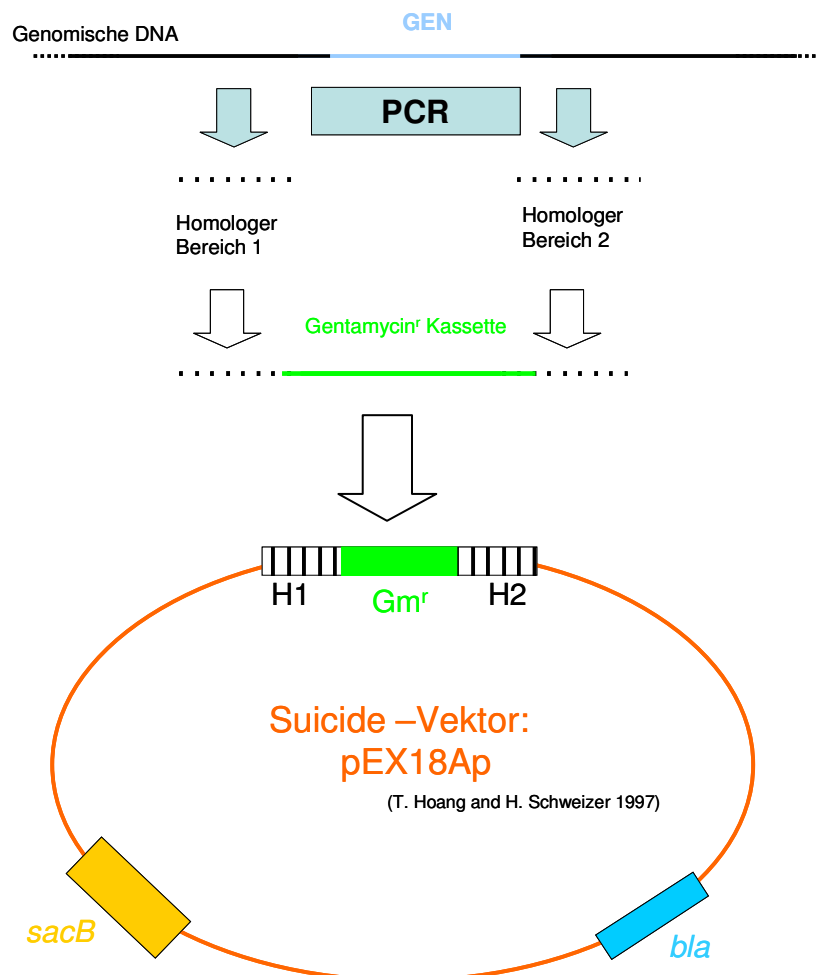 GEN
Genomische DNA
PCR
Homologer
Bereich 1
Homologer
Bereich 2
Gentamycinʳ Kassette
H1
Gmʳ
H2
Suicide –Vektor:
pEX18Ap
(T. Hoang and H. Schweizer 1997)
sacB
bla